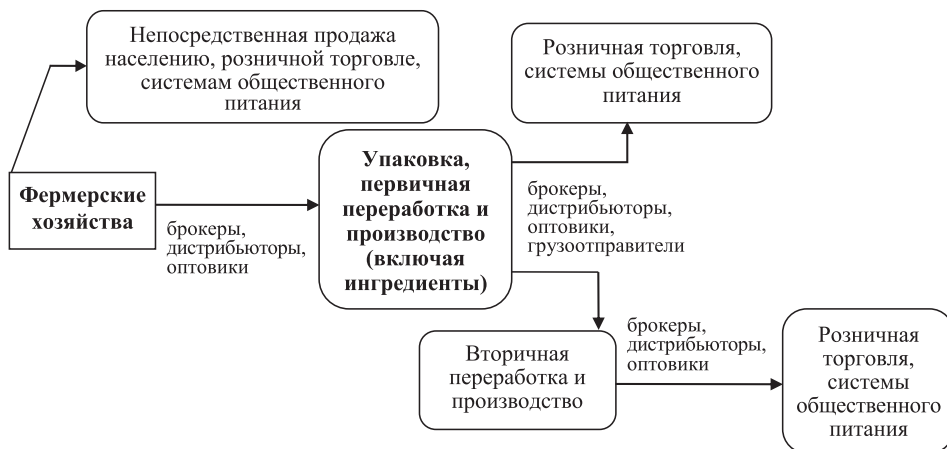 Непосредственная продажа
населению, розничной торговле,
системам общественного
питания
Розничная торговля,
системы общественного
питания
Фермерские
хозяйства
брокеры,
дистрибьюторы,
оптовики
Упаковка,
первичная
переработка и
производство
(включая
ингредиенты)
брокеры,
дистрибьюторы,
оптовики,
грузоотправители
Вторичная
переработка и
производство
брокеры,
дистрибьюторы,
оптовики
Розничная
торговля,
системы
общественного
питания